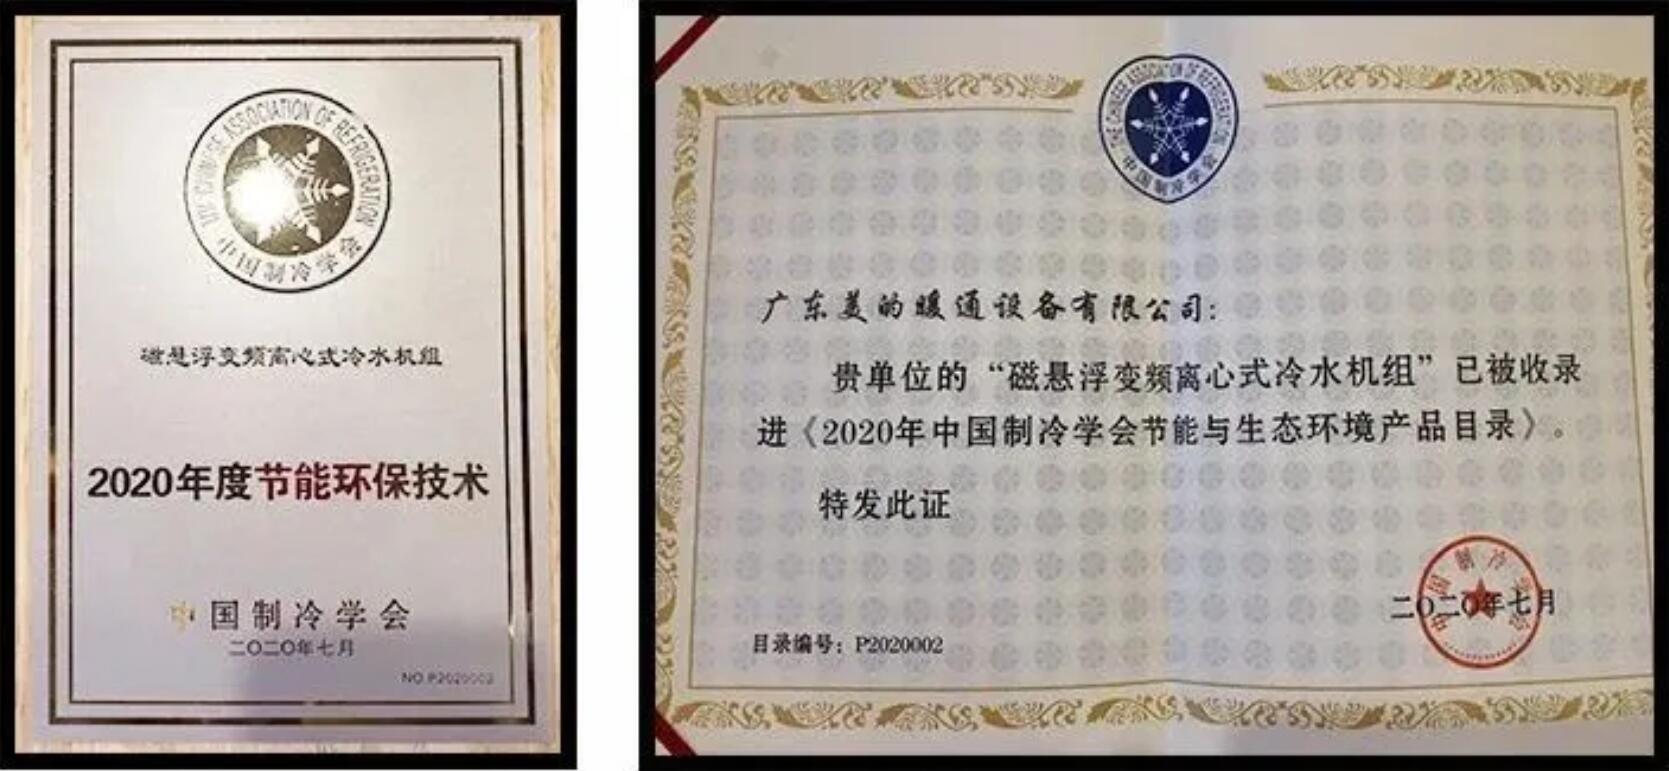 THE CHINESE ASSOCIATION OF REFRIGERATION
中国制冷学会
磁悬浮变频离心式冷水机组
2020年度节能环保技术
中国制冷学会
二〇二〇年七月
NO.P2020002
THE CHINESE ASSOCIATION OF REFRIGERATION
中国制冷学会
广东美的暖通设备有限公司：
贵单位的“磁悬浮变频离心式冷水机组”已被收录
进《2020年中国制冷学会节能与生态环境产品目录》。
特发此证
中国制冷学会
二〇二〇年七月
目录编号：P2020002